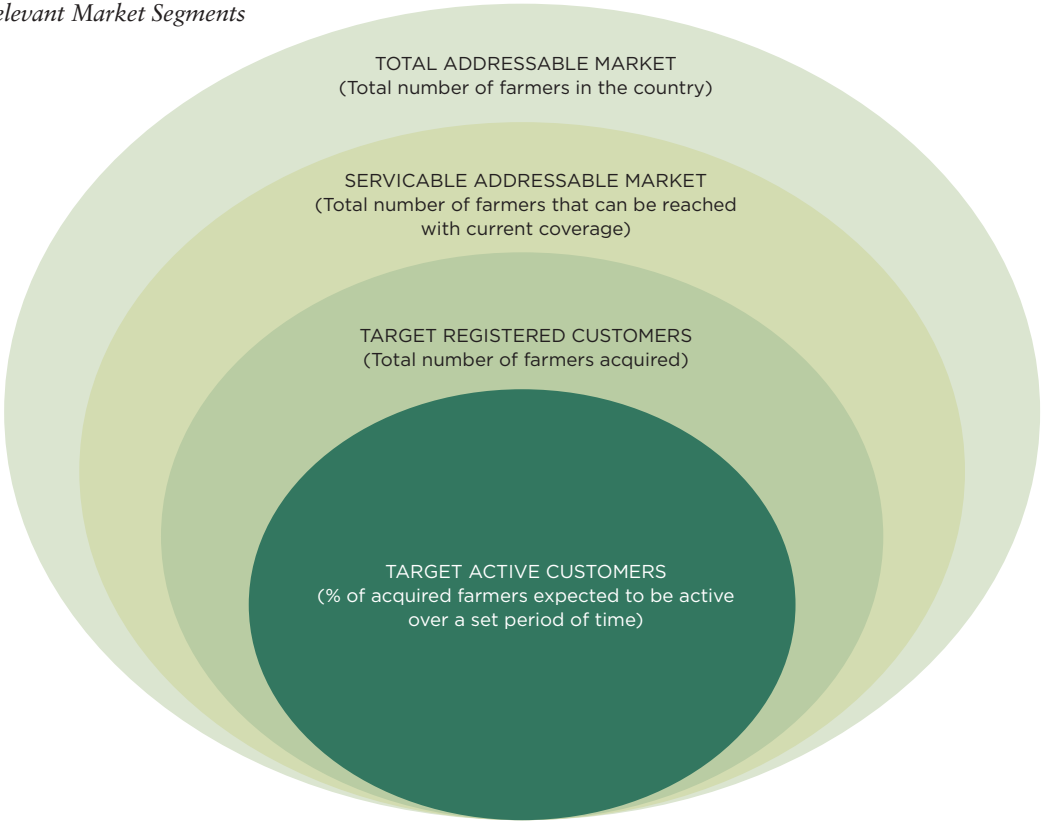 elevant Market Segments
TOTAL ADDRESSABLE MARKET
(Total number of farmers in the country)
SERVICABLE ADDRESSABLE MARKET
(Total number of farmers that can be reached
with current coverage)
TARGET REGISTERED CUSTOMERS
(Total number of farmers acquired)
TARGET ACTIVE CUSTOMERS
(% of acquired farmers expected to be active
over a set period of time)